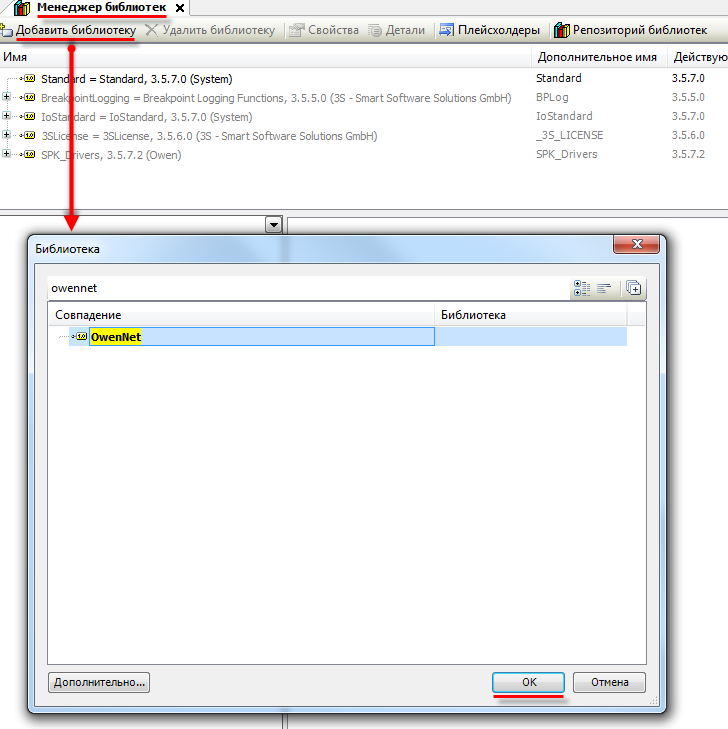 Менеджер библиотек
Добавить библиотеку Удалить библиотеку Свойства Детали Плейсхолдеры Репозиторий библиотек
Имя Дополнительное имя Действую
Standard = Standard, 3.5.7.0 (System) Standard 3.5.7.0
BreakpointLogging = Breakpoint Logging Functions, 3.5.5.0 (3S - Smart Software Solutions GmbH) BPLog 3.5.5.0
IoStandard = IoStandard, 3.5.7.0 (System) IoStandard 3.5.7.0
3SLicense = 3SLicense, 3.5.6.0 (3S - Smart Software Solutions GmbH) _3S_LICENSE 3.5.6.0
SPK_Drivers, 3.5.7.2 (Owen) SPK_Drivers 3.5.7.2
Библиотека
owennet
Совпадение Библиотека
OwenNet
Дополнительно... ОК Отмена